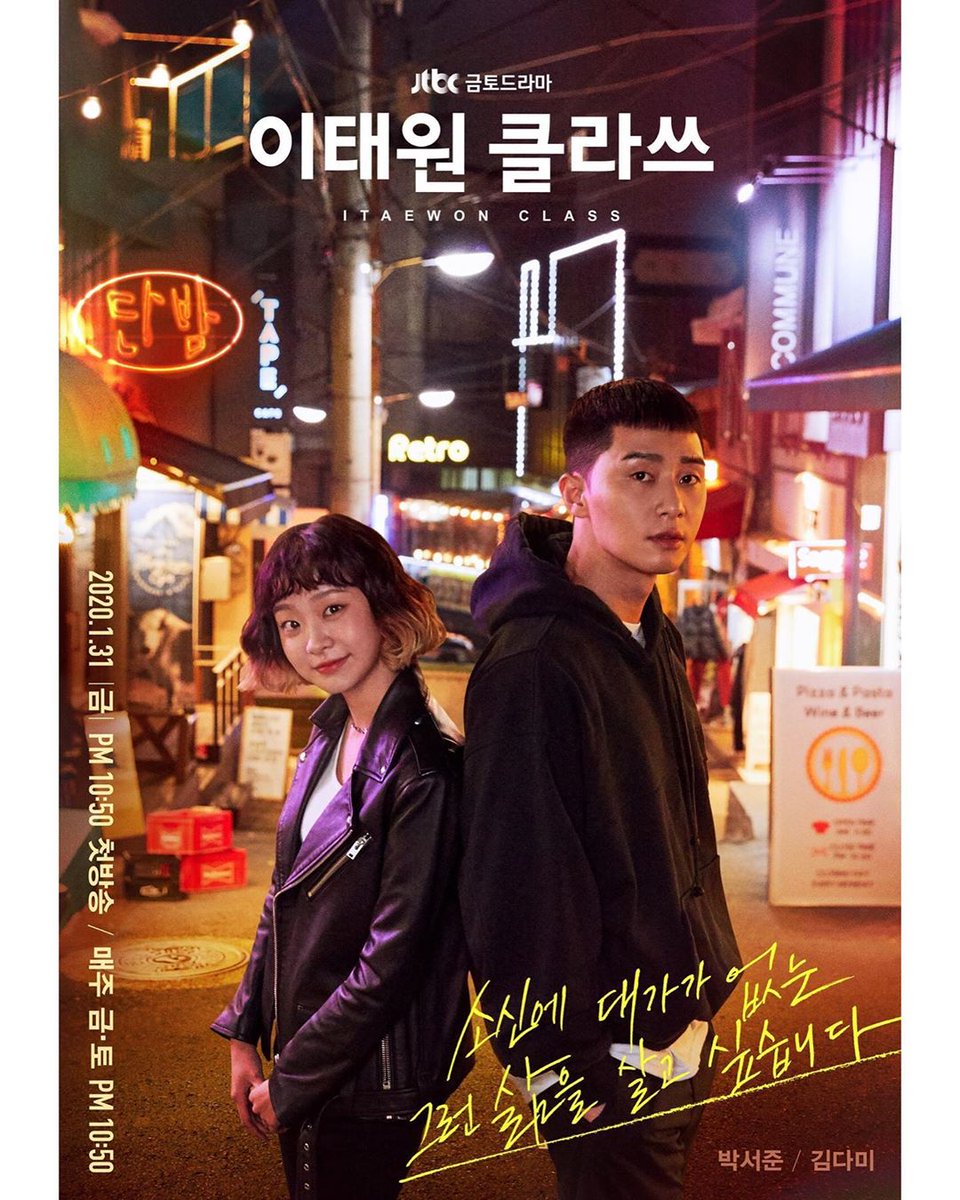 JTBC 금토드라마
이태원 클라쓰
ITAEWON CLASS
단밤
'TAPE'
COMMUNE
Retro
Pizza & Pasta
Wine & Beer
2020.1.31 |금| PM 10:50 첫방송 / 매주 금·토 PM 10:50
소신에 대가가 없는
그런 삶을 살고 싶습니다
박서준 / 김다미